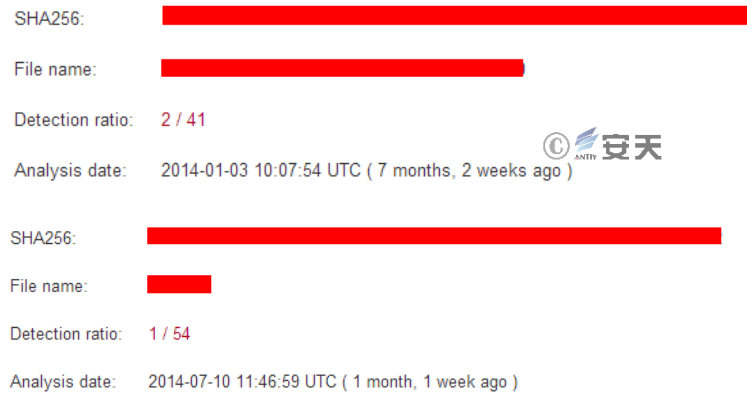 SHA256:
File name:
Detection ratio: 2 / 41
© ANTIY 安天
Analysis date: 2014-01-03 10:07:54 UTC ( 7 months, 2 weeks ago )
SHA256:
File name:
Detection ratio: 1 / 54
Analysis date: 2014-07-10 11:46:59 UTC ( 1 month, 1 week ago )